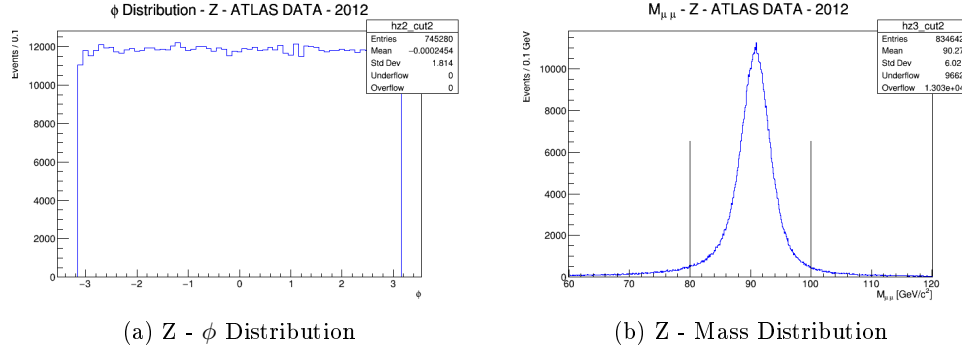 ϕ Distribution - Z - ATLAS DATA - 2012
Events / 0.1
hz2_cut2
Entries 745280
Mean −0.0002454
Std Dev 1.814
Underflow 0
Overflow 0
12000
10000
8000
6000
4000
2000
0
−3 −2 −1 0 1 2 3
ϕ
(a) Z - ϕ Distribution
M μ μ - Z - ATLAS DATA - 2012
Events / 0.1 GeV
hz3_cut2
Entries 834642
Mean 90.27
Std Dev 6.02
Underflow 9662
Overflow 1.303e+04
10000
8000
6000
4000
2000
0
60 70 80 90 100 110 120
M μ μ [GeV/c²]
(b) Z - Mass Distribution